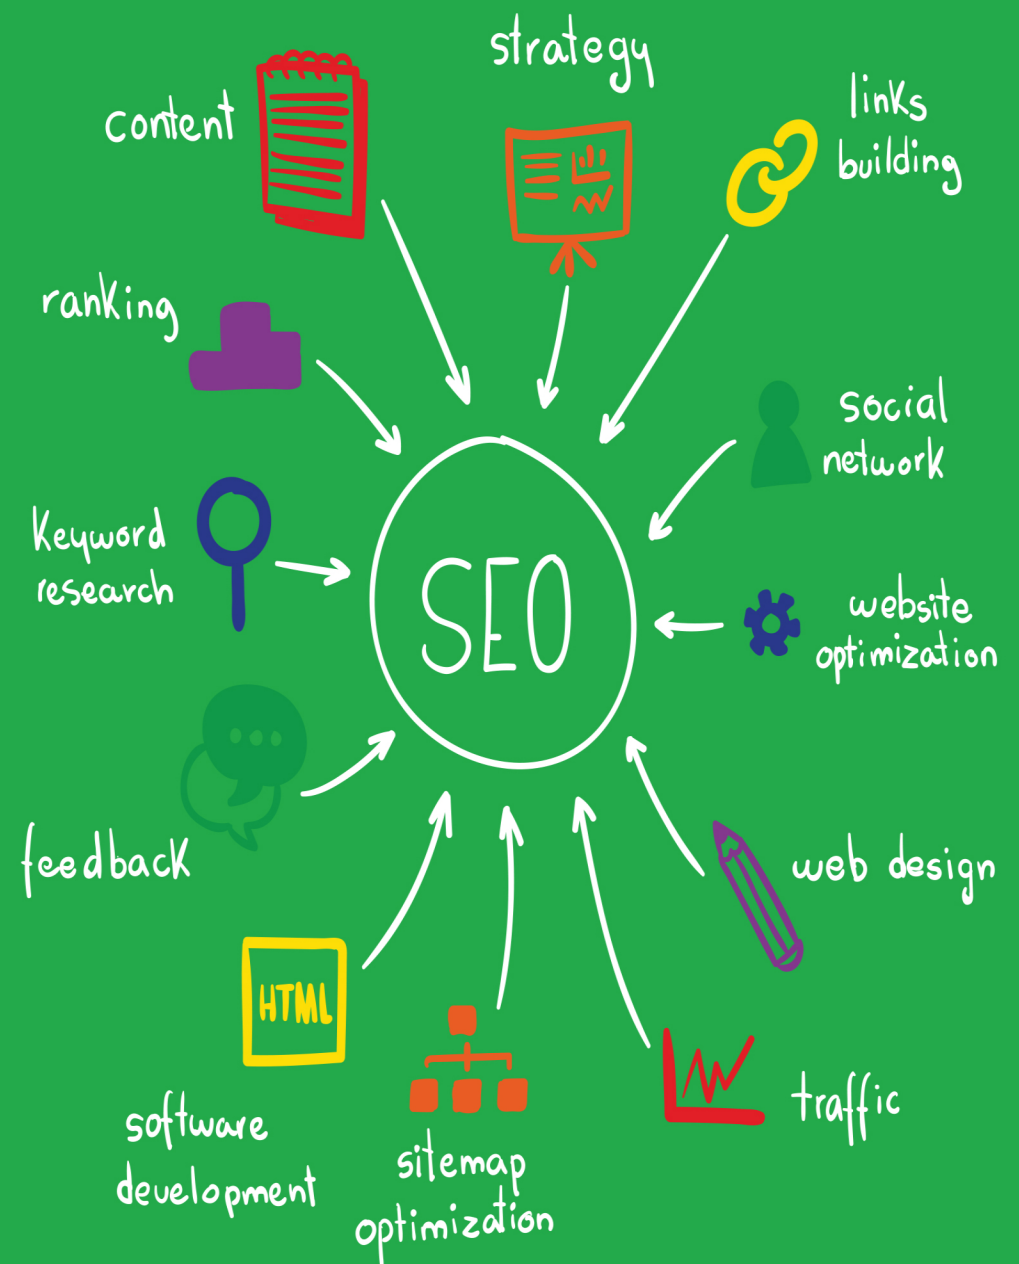 strategy
content
links
building
ranking
social
network
Keyword
research
SEO
website
optimization
feedback
web design
HTML
software
development
sitemap
optimization
traffic